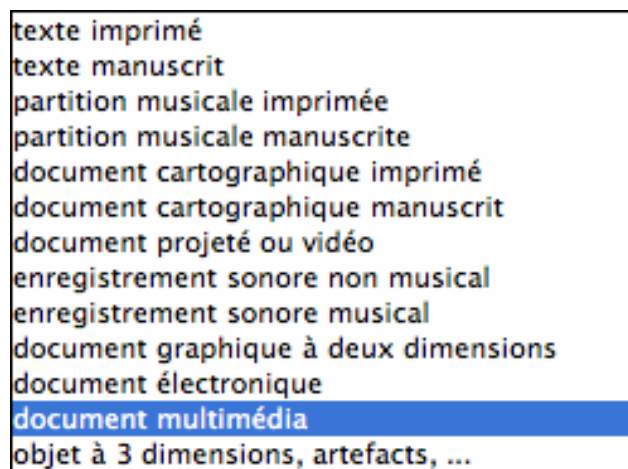 texte imprimé
texte manuscrit
partition musicale imprimée
partition musicale manuscrite
document cartographique imprimé
document cartographique manuscrit
document projeté ou vidéo
enregistrement sonore non musical
enregistrement sonore musical
document graphique à deux dimensions
document électronique
document multimédia
objet à 3 dimensions, artefacts, ...